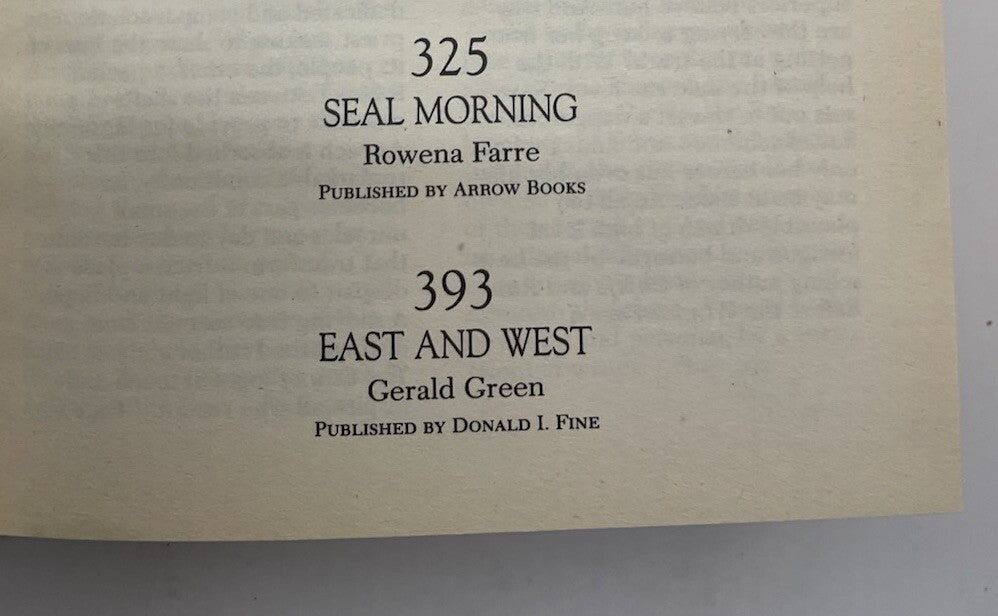 325
SEAL MORNING
Rowena Farre
PUBLISHED BY ARROW BOOKS
393
EAST AND WEST
Gerald Green
PUBLISHED BY DONALD I. FINE